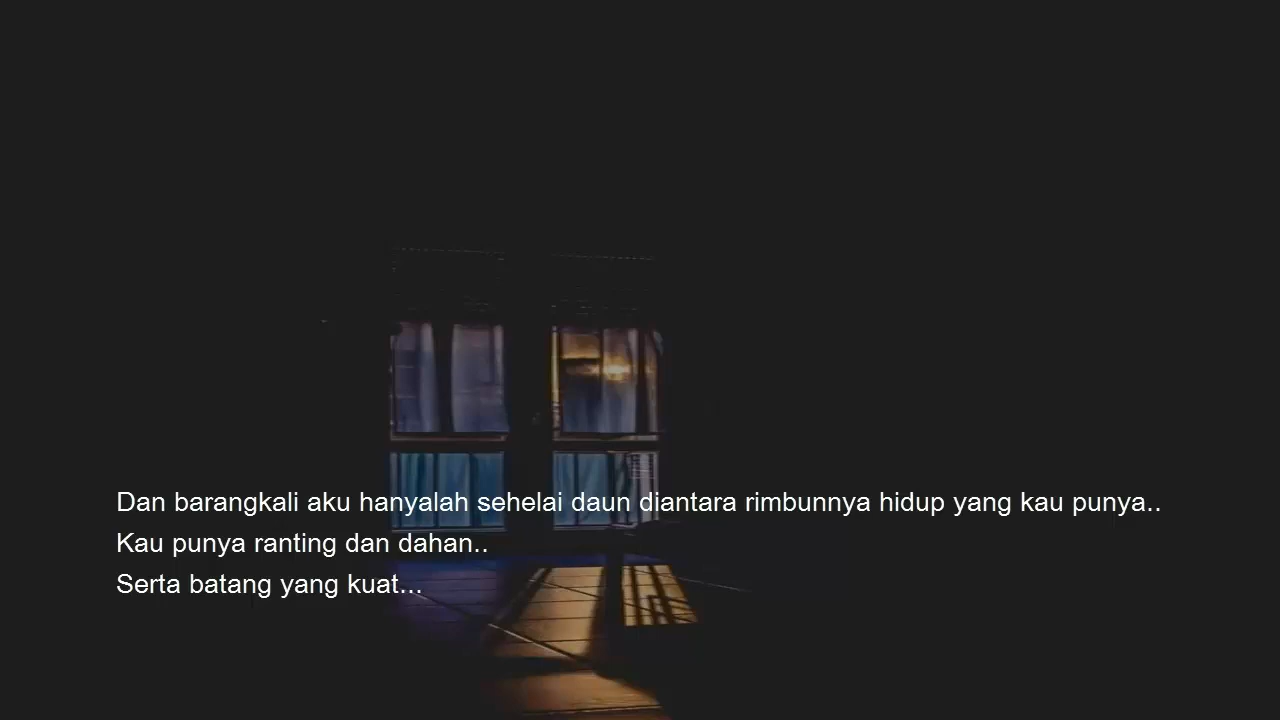 Dan barangkali aku hanyalah sehelai daun diantara rimbunnya hidup yang kau punya..
Kau punya ranting dan dahan..
Serta batang yang kuat...